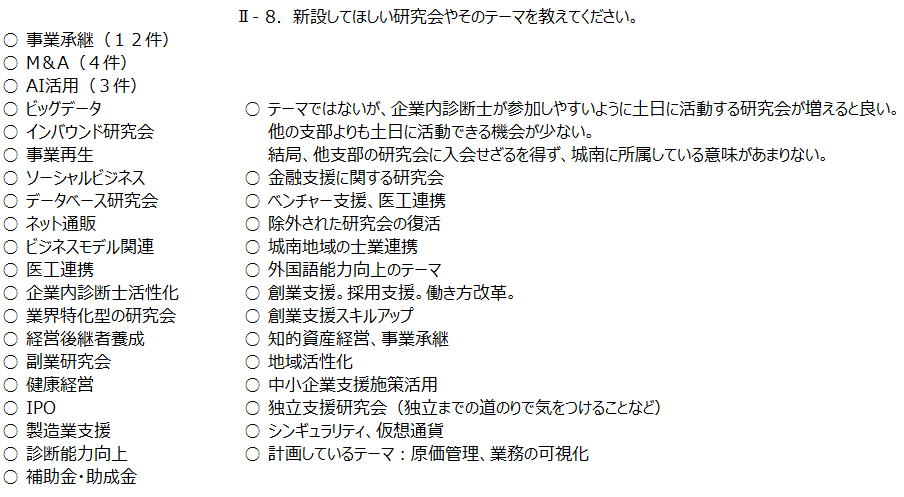 Ⅱ-８．新設してほしい研究会やそのテーマを教えてください。
○ 事業承継（１２件）
○ M＆A（４件）
○ AI活用（３件）
○ ビッグデータ
○ インバウンド研究会
○ 事業再生
○ ソーシャルビジネス
○ データベース研究会
○ ネット通販
○ ビジネスモデル関連
○ 医工連携
○ 企業内診断士活性化
○ 業界特化型の研究会
○ 経営後継者養成
○ 副業研究会
○ 健康経営
○ IPO
○ 製造業支援
○ 診断能力向上
○ 補助金・助成金
○ テーマではないが、企業内診断士が参加しやすいように土日に活動する研究会が増えると良い。
他の支部よりも土日に活動できる機会が少ない。
結局、他支部の研究会に入会せざるを得ず、城南に所属している意味があまりない。
○ 金融支援に関する研究会
○ ベンチャー支援、医工連携
○ 除外された研究会の復活
○ 城南地域の士業連携
○ 外国語能力向上のテーマ
○ 創業支援。採用支援。働き方改革。
○ 創業支援スキルアップ
○ 知的資産経営、事業承継
○ 地域活性化
○ 中小企業支援施策活用
○ 独立支援研究会（独立までの道のりで気をつけることなど）
○ シンギュラリティ、仮想通貨
○ 計画しているテーマ：原価管理、業務の可視化